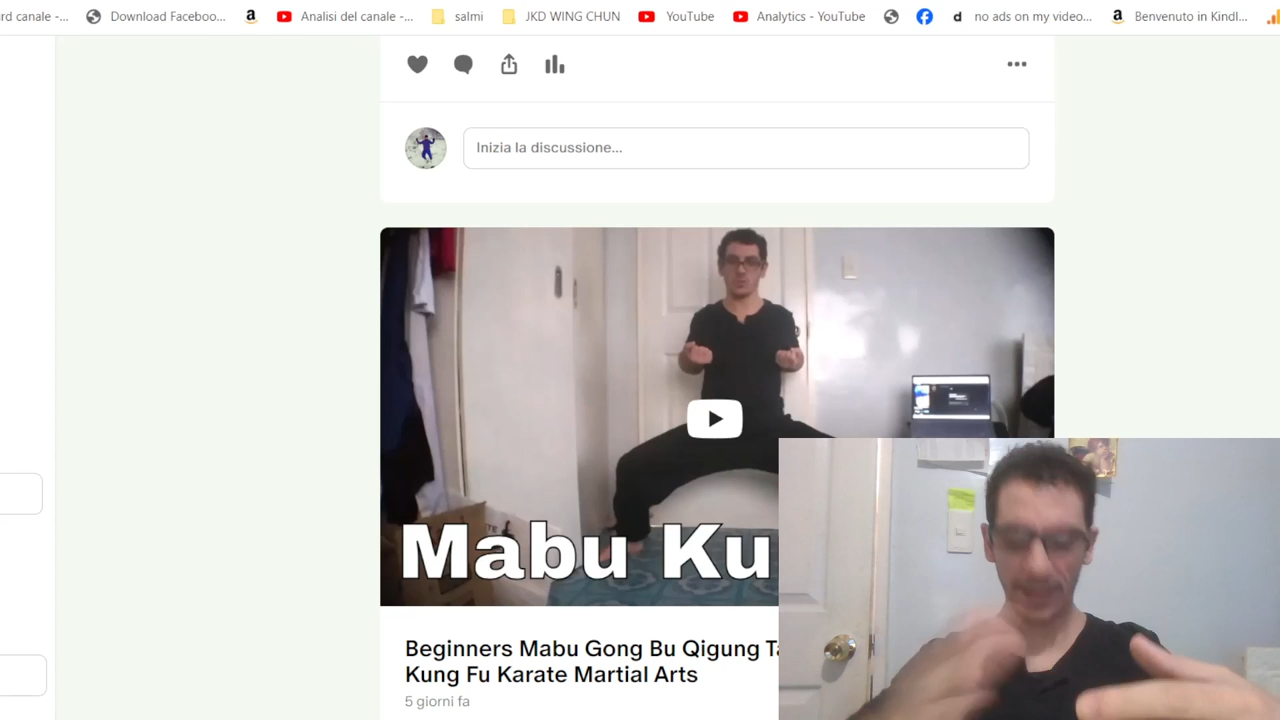 rd canale -...
Download Faceboo...
Analisi del canale -...
salmi
JKD WING CHUN
YouTube
Analytics - YouTube
no ads on my video...
Benvenuto in Kindl...
Inizia la discussione...
Mabu Ku
Beginners Mabu Gong Bu Qigung Ta
Kung Fu Karate Martial Arts
5 giorni fa